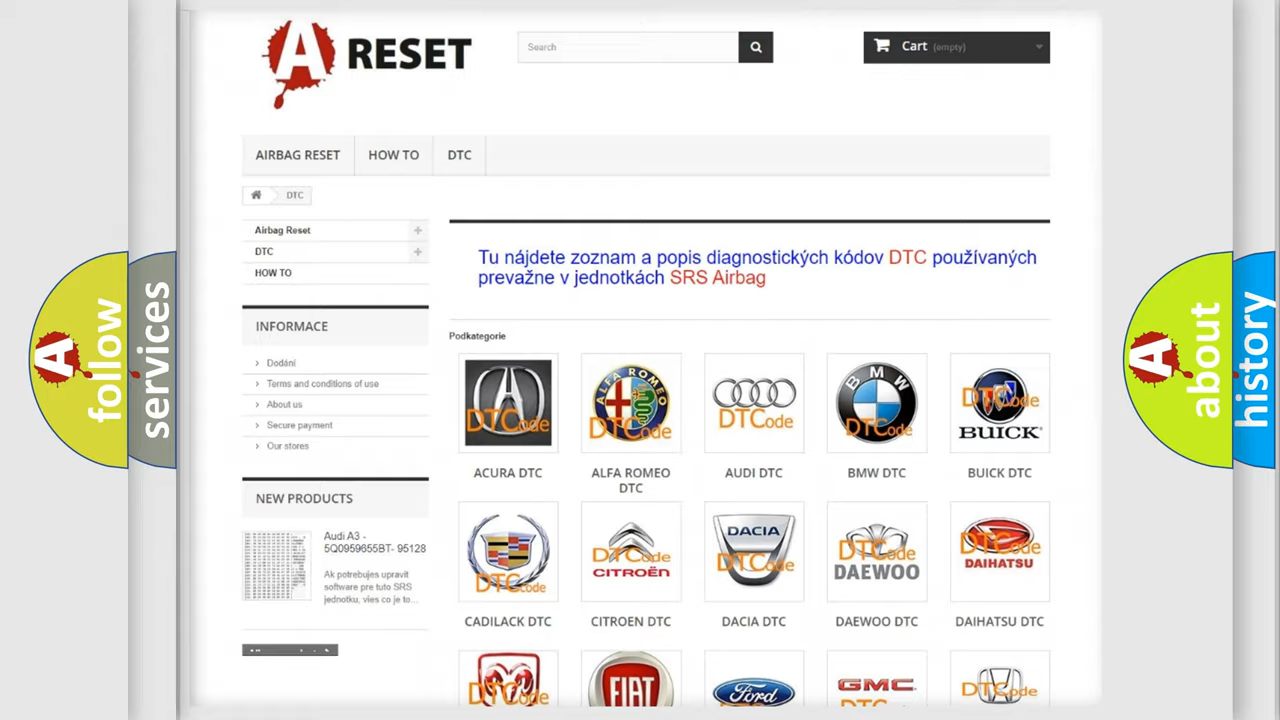 A RESET
Search
Cart (empty)
AIRBAG RESET
HOW TO
DTC
DTC
Airbag Reset
DTC
HOW TO
INFORMACE
Dodání
Terms and conditions of use
About us
Secure payment
Our stores
NEW PRODUCTS
Audi A3 -
5Q0959655BT- 95128
Ak potrebujes upravit
software pre tuto SRS
jednotku, vies co je to...
Tu nájdete zoznam a popis diagnostických kódov DTC používaných
prevažne v jednotkách SRS Airbag
Podkategorie
DTCode
ALFA ROMEO
DTCode
DTCode
BMW
DTCode
DTCode
BUICK
ACURA DTC
ALFA ROMEO
DTC
AUDI DTC
BMW DTC
BUICK DTC
DTCode
DTCode
CITROËN
DACIA
DTCode
DTCode
DAEWOO
DTCode
DAIHATSU
CADILACK DTC
CITROEN DTC
DACIA DTC
DAEWOO DTC
DAIHATSU DTC
DTCode
FIAT
Ford
GMC
DTCode
A follow
services
A about
history